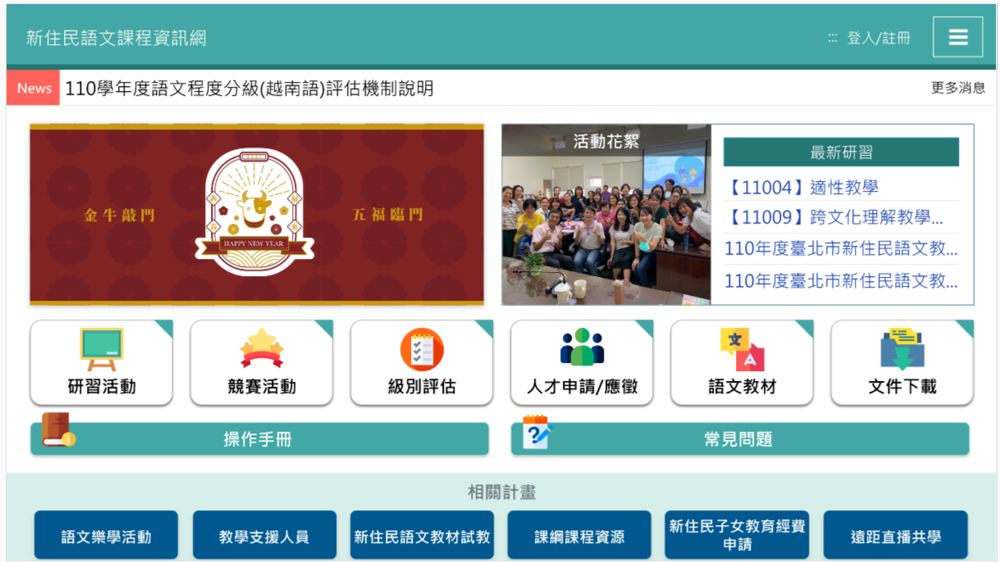 新住民語文課程資訊網
::: 登入/註冊
News 110學年度語文程度分級(越南語)評估機制說明
更多消息
金牛敲門
HAPPY NEW YEAR
五福臨門
活動花絮
最新研習
【11004】適性教學
【11009】跨文化理解教學...
110年度臺北市新住民語文教...
110年度臺北市新住民語文教...
研習活動
競賽活動
級別評估
人才申請/應徵
文
A
語文教材
文件下載
操作手冊
常見問題
相關計畫
語文樂學活動
教學支援人員
新住民語文教材試教
課綱課程資源
新住民子女教育經費
申請
遠距直播共學